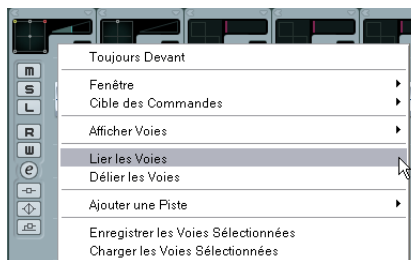 Toujours Devant
Fenêtre
Cible des Commandes
Afficher Voies
Lier les Voies
Délier les Voies
Ajouter une Piste
Enregistrer les Voies Sélectionnées
Charger les Voies Sélectionnées
m
S
L
R
W
e